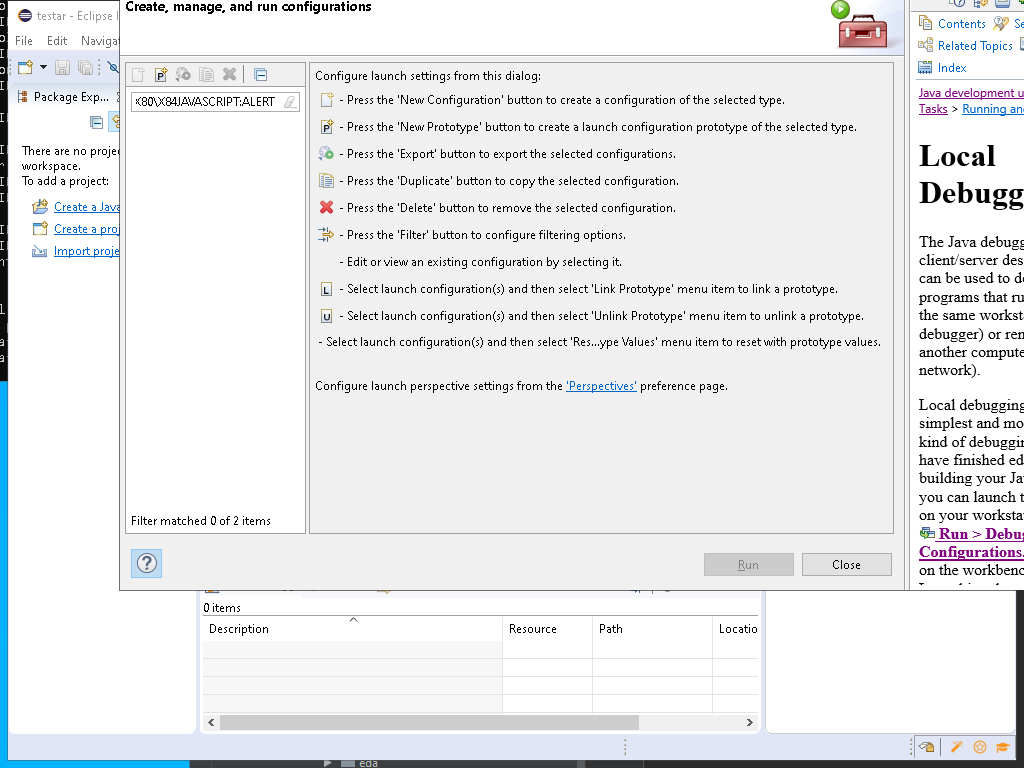 Create, manage, and run configurations
testar - Eclipse I
File Edit Naviga
Package Exp...
There are no proje
workspace.
To add a project:
Create a Java
Create a pro
Import proje
X80\X84JAVASCRIPT:ALERT
Filter matched 0 of 2 items
Configure launch settings from this dialog:
- Press the 'New Configuration' button to create a configuration of the selected type.
- Press the 'New Prototype' button to create a launch configuration prototype of the selected type.
- Press the 'Export' button to export the selected configurations.
- Press the 'Duplicate' button to copy the selected configuration.
- Press the 'Delete' button to remove the selected configuration.
- Press the 'Filter' button to configure filtering options.
- Edit or view an existing configuration by selecting it.
L - Select launch configuration(s) and then select 'Link Prototype' menu item to link a prototype.
U - Select launch configuration(s) and then select 'Unlink Prototype' menu item to unlink a prototype.
- Select launch configuration(s) and then select 'Res...ype Values' menu item to reset with prototype values.
Configure launch perspective settings from the 'Perspectives' preference page.
Run
Close
Contents Se
Related Topics
Index
Java development u
Tasks > Running an
Local
Debugg
The Java debugg
client/server des
can be used to de
programs that ru
the same worksta
debugger) or rem
another compute
network).
Local debugging
simplest and mo
kind of debuggin
have finished ed
building your Jav
you can launch t
on your worksta
Run > Debug
Configurations.
on the workbenc
0 items
Description Resource Path Locatio
eda